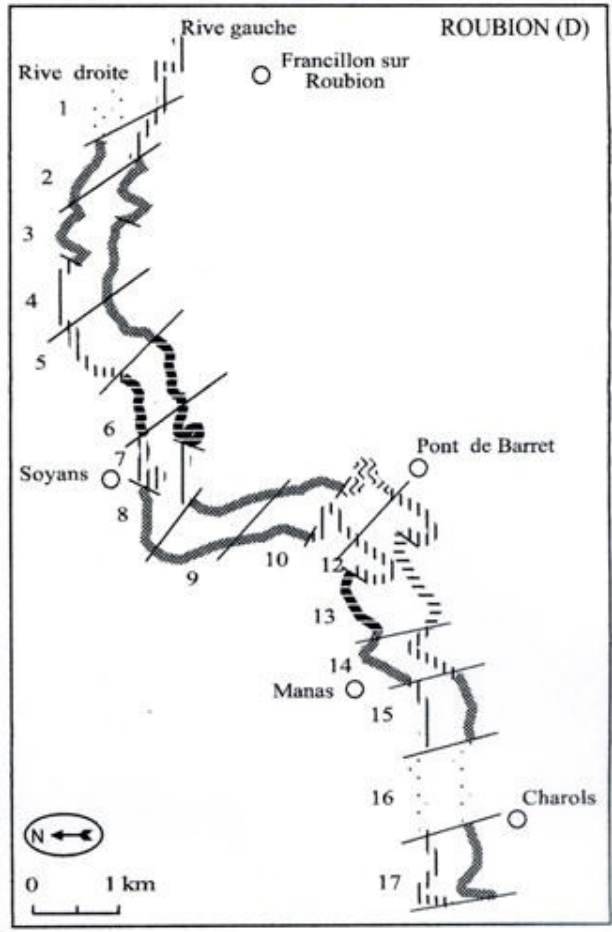 Rive gauche
ROUBION (D)
Francillon sur
Roubion
Rive droite
1
2
3
4
5
6
7
Soyans
8
Pont de Barret
9
10
12
13
14
Manas
15
16
Charols
17
N
0 1 km